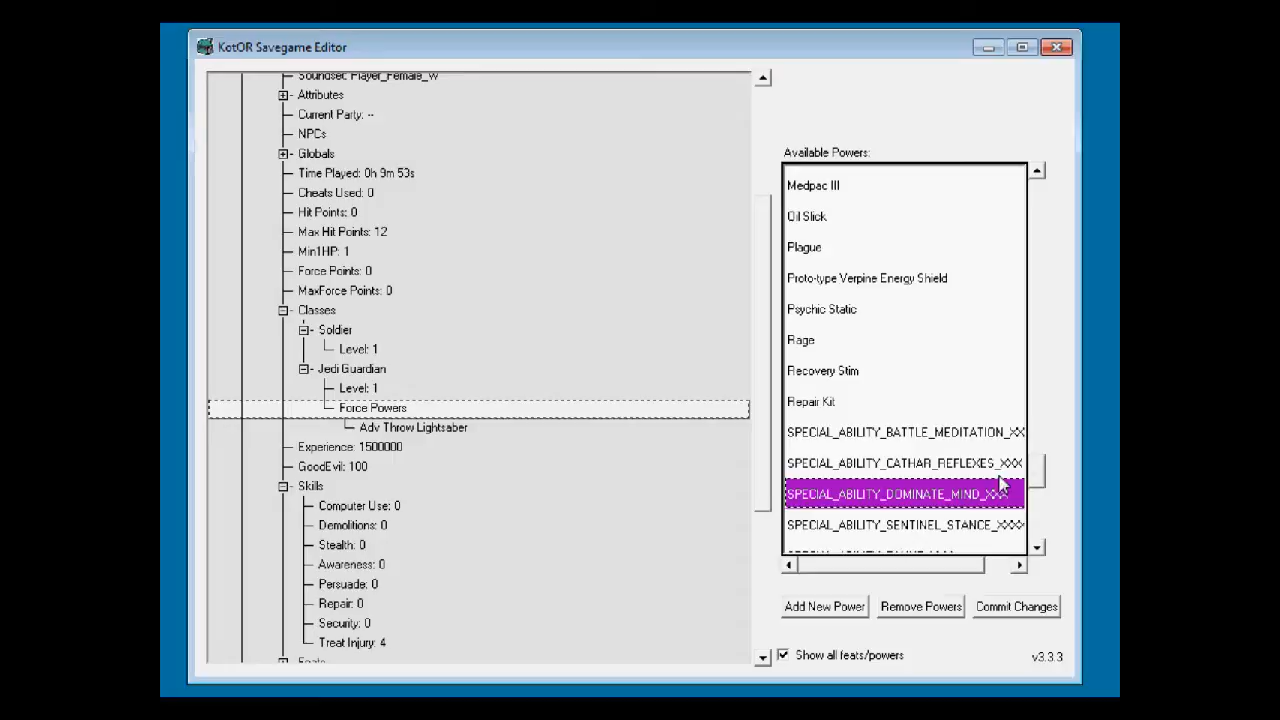 KotOR Savegame Editor
Soundset: Player_Female_W
Attributes
Current Party: --
NPCs
Globals
Time Played: 0h 9m 53s
Cheats Used: 0
Hit Points: 0
Max Hit Points: 12
Min1HP: 1
Force Points: 0
MaxForce Points: 0
Classes
Soldier
Level: 1
Jedi Guardian
Level: 1
Force Powers
Adv Throw Lightsaber
Experience: 1500000
GoodEvil: 100
Skills
Computer Use: 0
Demolitions: 0
Stealth: 0
Awareness: 0
Persuade: 0
Repair: 0
Security: 0
Treat Injury: 4
Feats
Available Powers:
Medpac III
Oil Slick
Plague
Proto-type Verpine Energy Shield
Psychic Static
Rage
Recovery Stim
Repair Kit
SPECIAL_ABILITY_BATTLE_MEDITATION_XX
SPECIAL_ABILITY_CATHAR_REFLEXES_XXX
SPECIAL_ABILITY_DOMINATE_MIND_XXX
SPECIAL_ABILITY_SENTINEL_STANCE_XXX
Add New Power
Remove Powers
Commit Changes
Show all feats/powers
v3.3.3